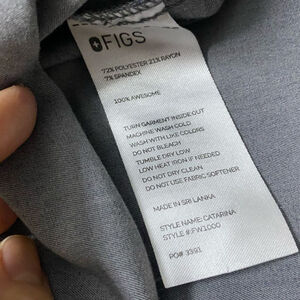 FIGS
72% POLYESTER 21% RAYON
7% SPANDEX
100% AWESOME
TURN GARMENT INSIDE OUT
MACHINE WASH COLD
WASH WITH LIKE COLORS
DO NOT BLEACH
TUMBLE DRY LOW
LOW HEAT IRON IF NEEDED
DO NOT DRY CLEAN
DO NOT USE FABRIC SOFTENER
MADE IN SRI LANKA
STYLE NAME: CATARINA
STYLE #:FW1000
PO# 3391